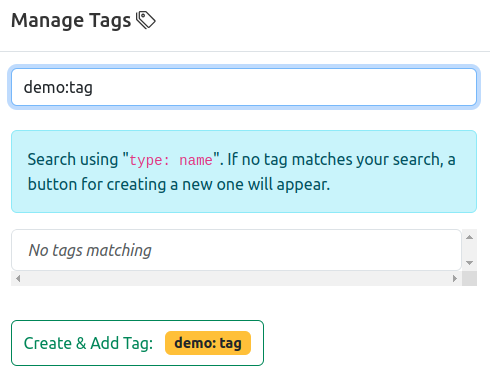 Manage Tags
demo:tag
Search using "type: name". If no tag matches your search, a
button for creating a new one will appear.
No tags matching
Create & Add Tag: demo: tag